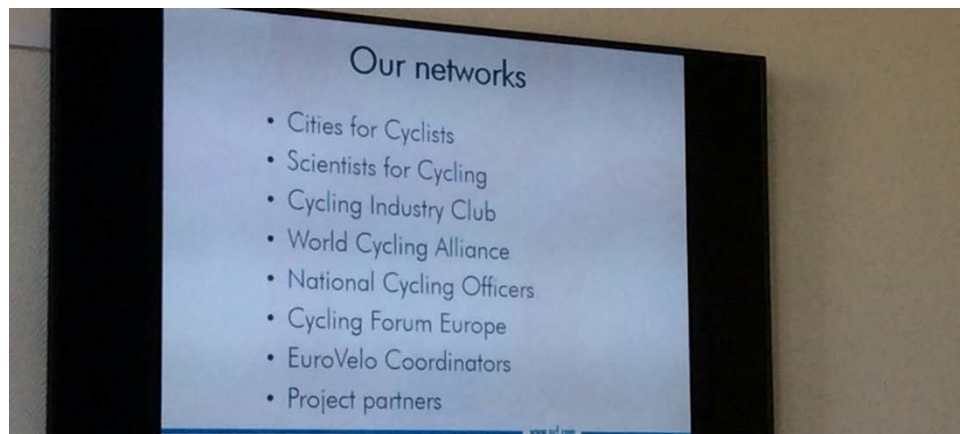 Our networks
• Cities for Cyclists
• Scientists for Cycling
• Cycling Industry Club
• World Cycling Alliance
• National Cycling Officers
• Cycling Forum Europe
• EuroVelo Coordinators
• Project partners